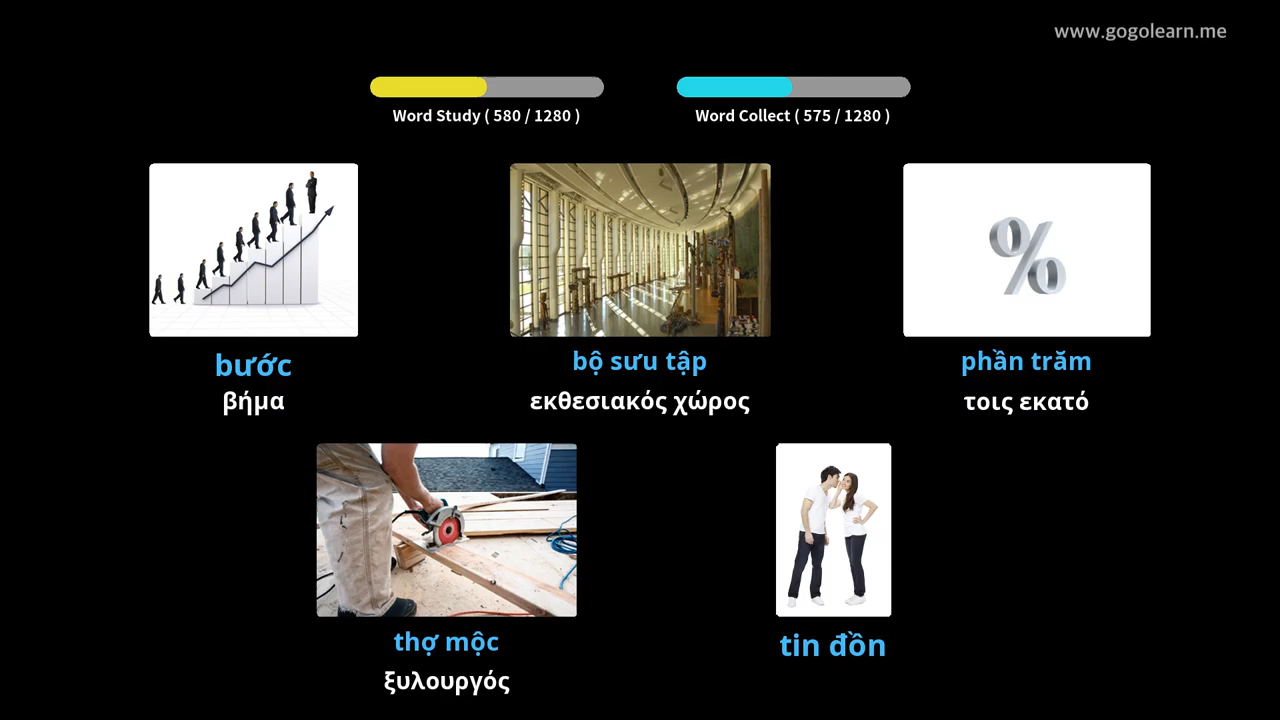 www.gogolearn.me
Word Study ( 580 / 1280 )
Word Collect ( 575 / 1280 )
bước
βήμα
bộ sưu tập
εκθεσιακός χώρος
phần trăm
τοις εκατό
%
thợ mộc
ξυλουργός
tin đồn